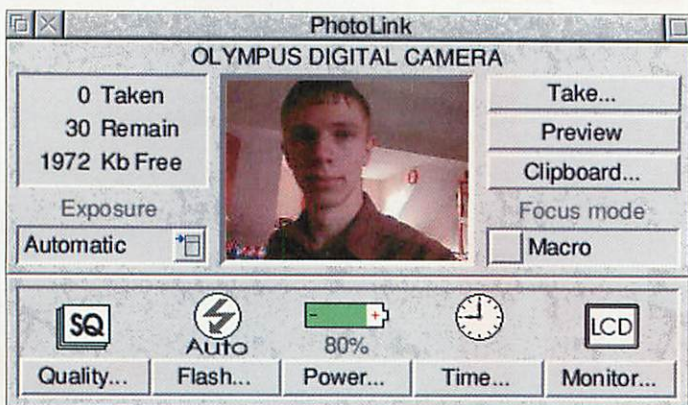 PhotoLink
OLYMPUS DIGITAL CAMERA
0 Taken
30 Remain
1972 Kb Free
Exposure
Automatic
Take...
Preview
Clipboard...
Focus mode
Macro
SQ
Auto
80%
LCD
Quality...
Flash...
Power...
Time...
Monitor...